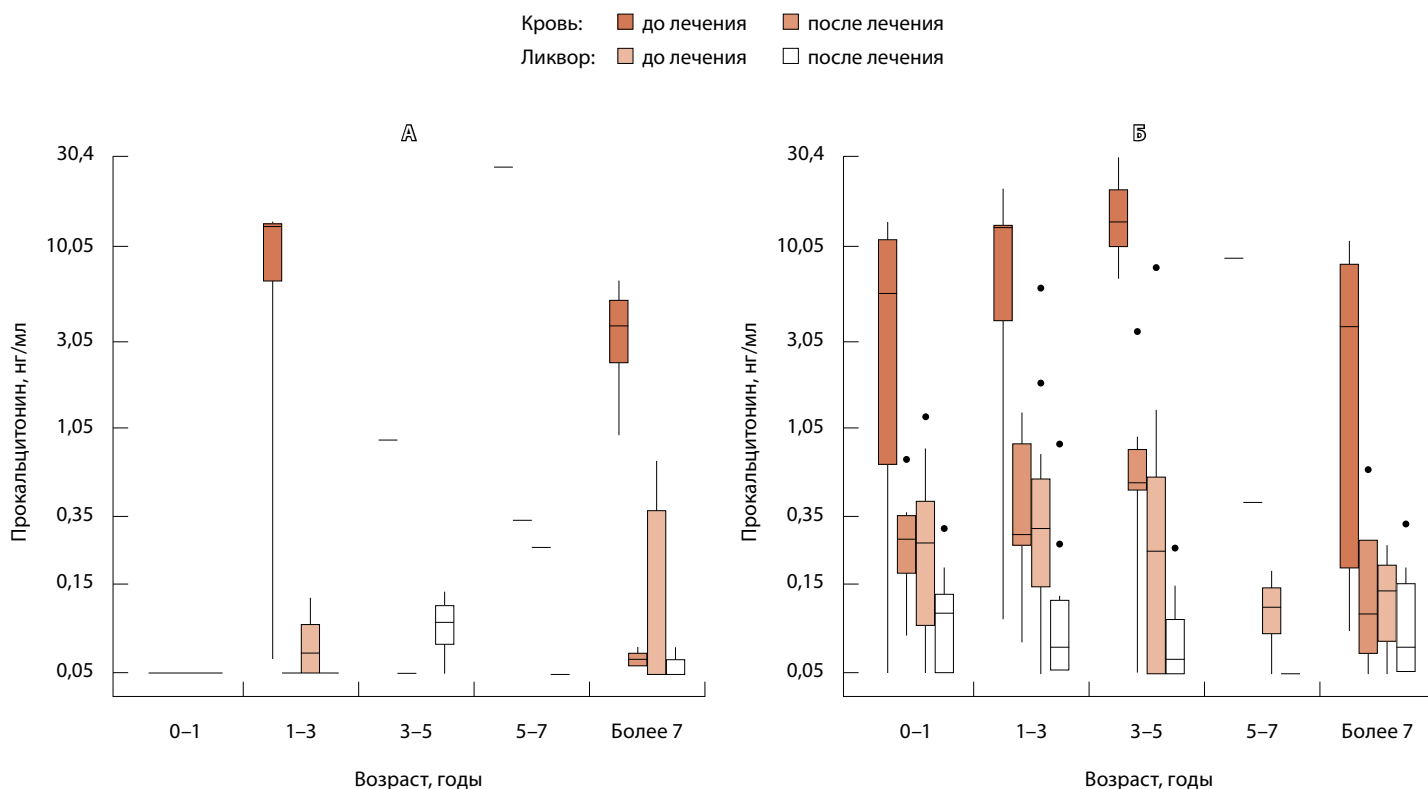 Кровь: до лечения после лечения
Ликвор: до лечения после лечения
А
Прокальцитонин, нг/мл
30,4
10,05
3,05
1,05
0,35
0,15
0,05
0–1 1–3 3–5 5–7 Более 7
Возраст, годы
Б
Прокальцитонин, нг/мл
30,4
10,05
3,05
1,05
0,35
0,15
0,05
0–1 1–3 3–5 5–7 Более 7
Возраст, годы